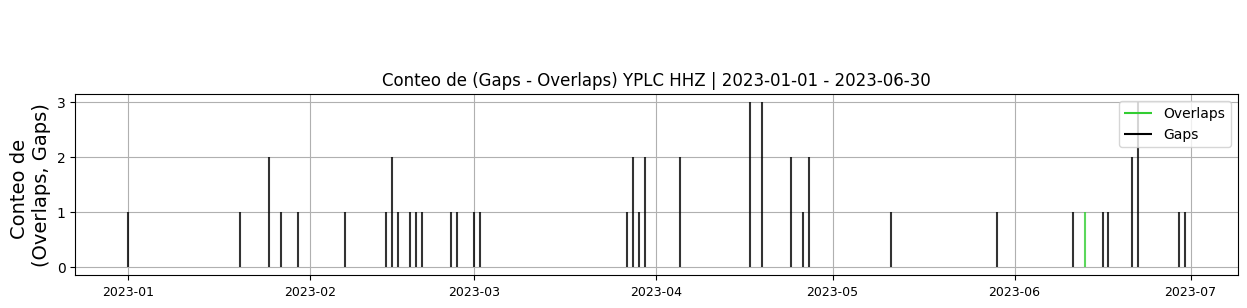 Conteo de (Gaps - Overlaps) YPLC HHZ | 2023-01-01 - 2023-06-30
Conteo de
(Overlaps, Gaps)
3
2
1
0
Overlaps
Gaps
2023-01
2023-02
2023-03
2023-04
2023-05
2023-06
2023-07